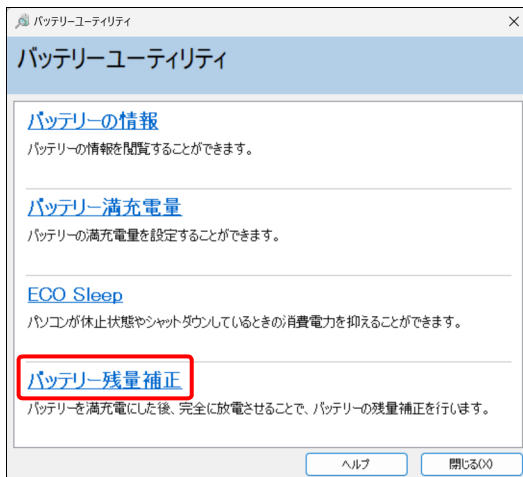 バッテリーユーティリティ
バッテリーユーティリティ
バッテリーの情報
バッテリーの情報を閲覧することができます。
バッテリー満充電量
バッテリーの満充電量を設定することができます。
ECO Sleep
パソコンが休止状態やシャットダウンしているときの消費電力を抑えることができます。
バッテリー残量補正
バッテリーを満充電にした後、完全に放電させることで、バッテリーの残量補正を行います。
ヘルプ
閉じる(X)